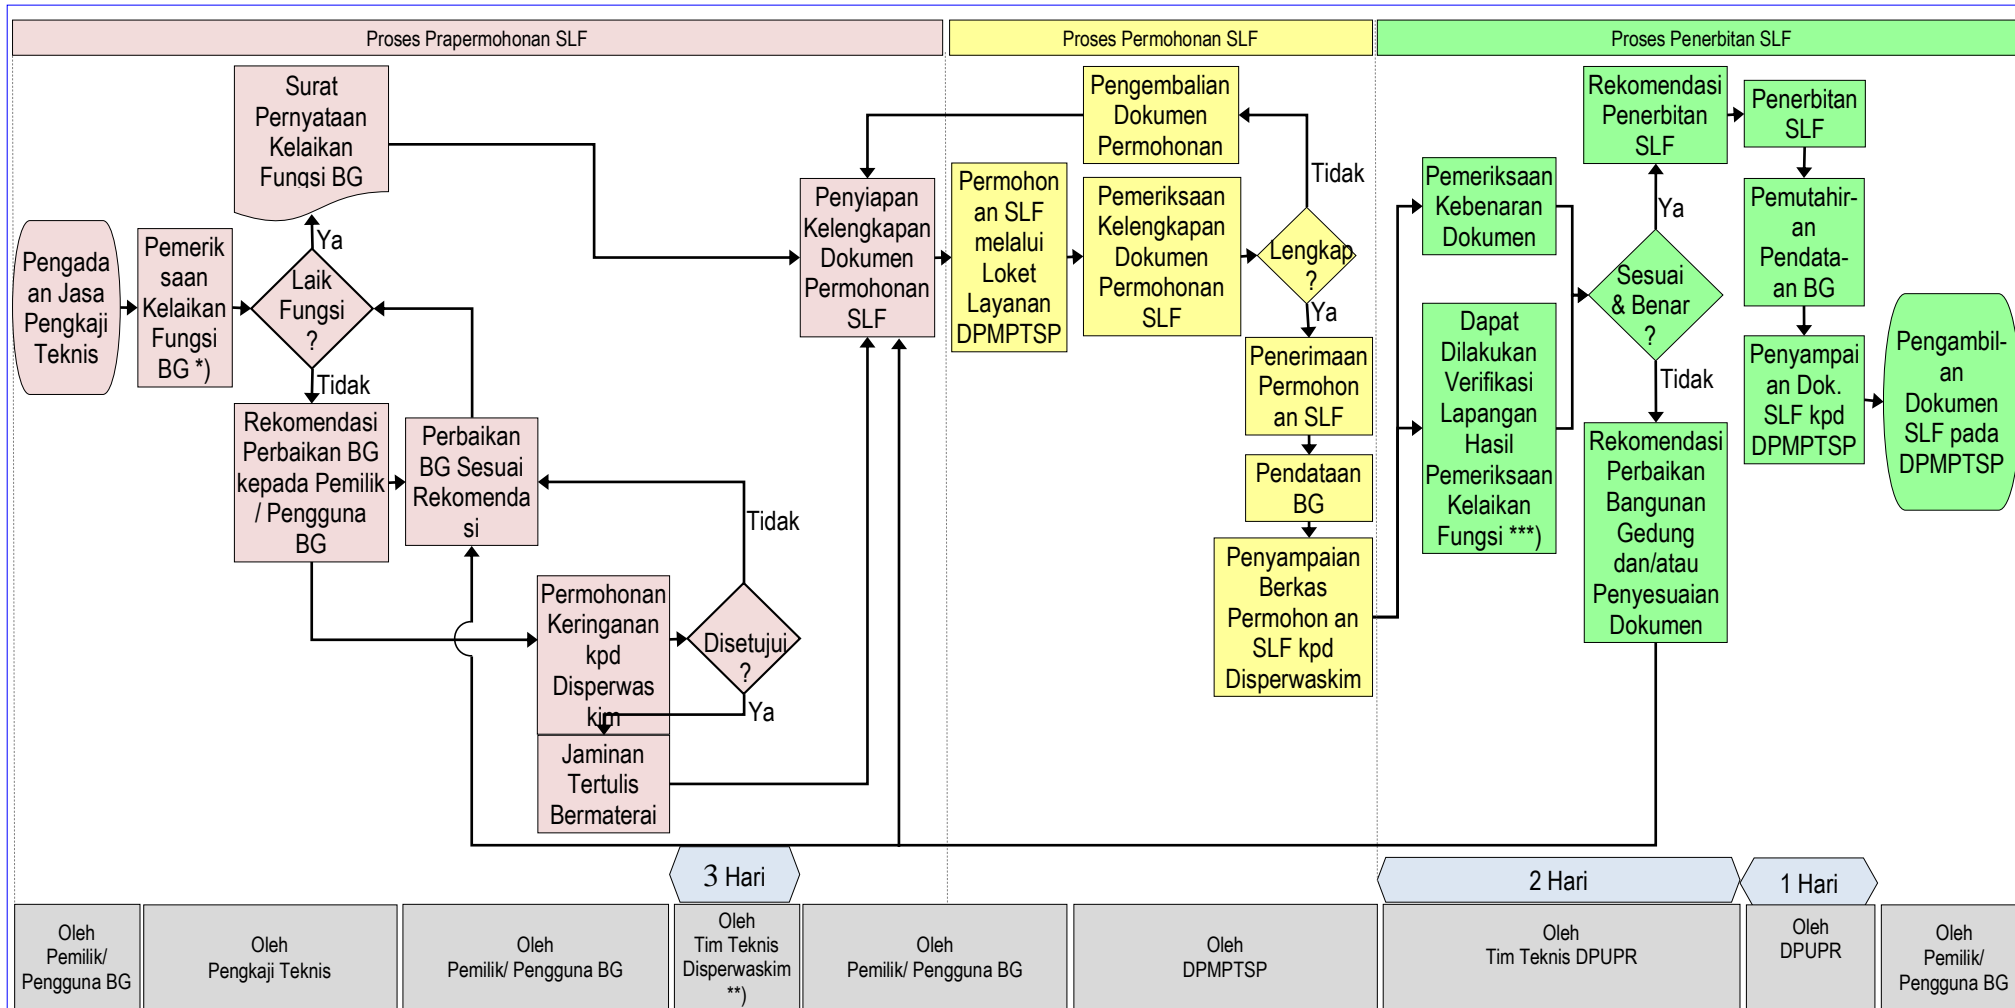 Proses Prapermohonan SLF
Proses Permohonan SLF
Proses Penerbitan SLF
Pengada
an Jasa
Pengkaji
Teknis
Pemerik
saan
Kelaikan
Fungsi
BG *)
Surat
Pernyataan
Kelaikan
Fungsi BG
Ya
Laik
Fungsi
?
Tidak
Rekomendasi
Perbaikan BG
kepada Pemilik
/ Pengguna
BG
Perbaikan
BG Sesuai
Rekomenda
si
Permohonan
Keringanan
kpd
Disperwas
kim
Tidak
Disetujui
?
Ya
Jaminan
Tertulis
Bermaterai
Penyiapan
Kelengkapan
Dokumen
Permohonan
SLF
Pengembalian
Dokumen
Permohonan
Permohon
an SLF
melalui
Loket
Layanan
DPMPTSP
Pemeriksaan
Kelengkapan
Dokumen
Permohonan
SLF
Tidak
Lengkap
?
Ya
Penerimaan
Permohon
an SLF
Pendataan
BG
Penyampaian
Berkas
Permohon an
SLF kpd
Disperwaskim
Pemeriksaan
Kebenaran
Dokumen
Dapat
Dilakukan
Verifikasi
Lapangan
Hasil
Pemeriksaan
Kelaikan
Fungsi ***)
Rekomendasi
Penerbitan
SLF
Ya
Sesuai
& Benar
?
Tidak
Rekomendasi
Perbaikan
Bangunan
Gedung
dan/atau
Penyesuaian
Dokumen
Penerbitan
SLF
Pemutahir-
an
Pendata-
an BG
Penyampai
an Dok.
SLF kpd
DPMPTSP
Pengambil-
an
Dokumen
SLF pada
DPMPTSP
3 Hari
2 Hari
1 Hari
Oleh
Pemilik/
Pengguna BG
Oleh
Pengkaji Teknis
Oleh
Pemilik/ Pengguna BG
Oleh
Tim Teknis
Disperwaskim
**)
Oleh
Pemilik/ Pengguna BG
Oleh
DPMPTSP
Oleh
Tim Teknis DPUPR
Oleh
DPUPR
Oleh
Pemilik/
Pengguna BG